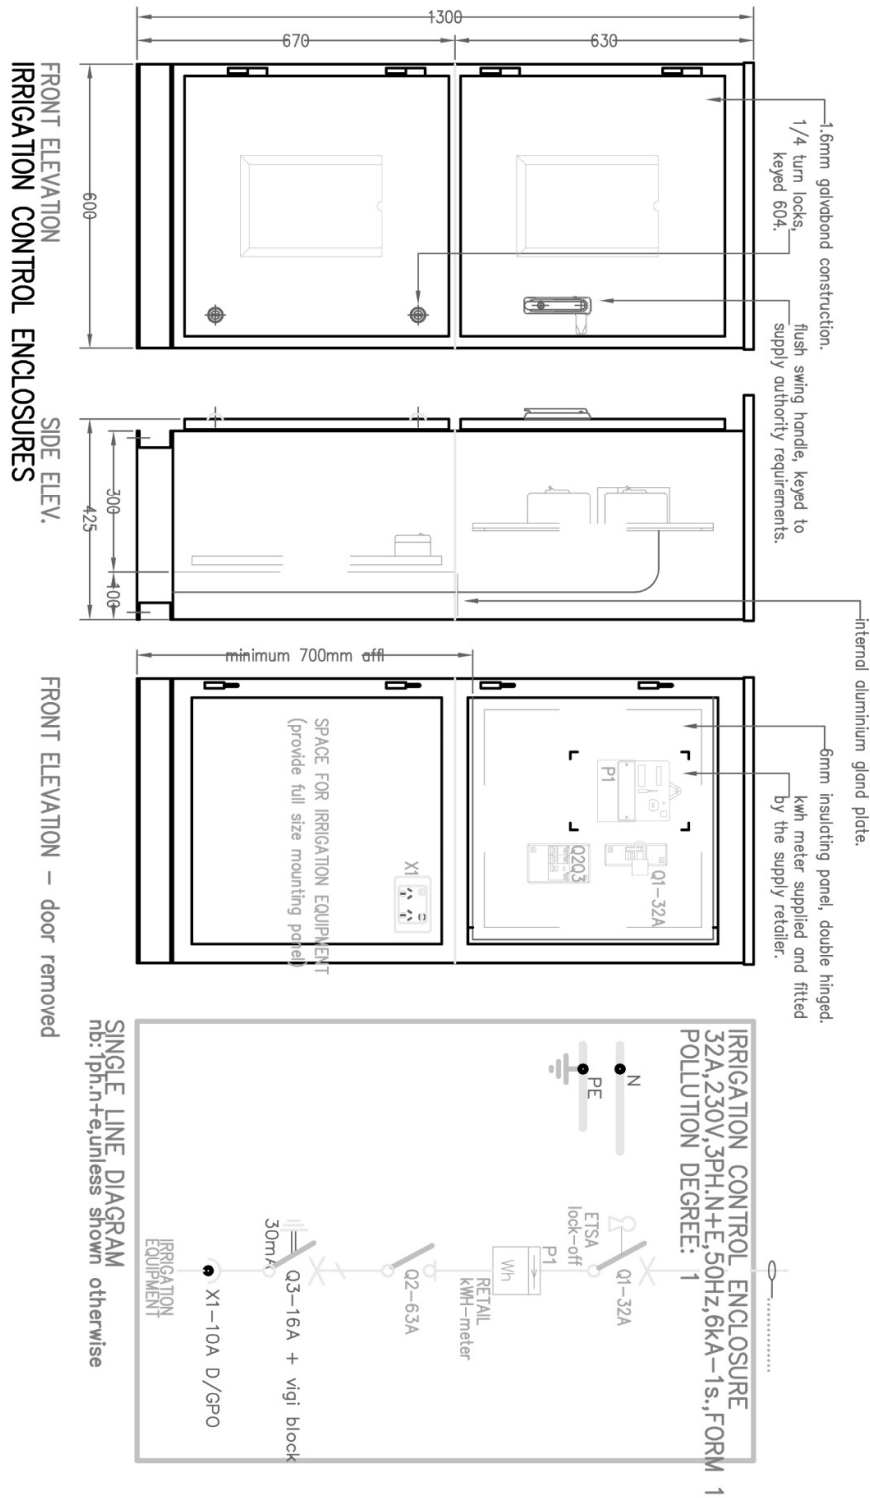 1300
670
630
600
1.6mm galvabond construction.
1/4 turn locks,
keyed 604.
flush swing handle, keyed to
supply authority requirements.
FRONT ELEVATION
IRRIGATION CONTROL ENCLOSURES
SIDE ELEV.
300
100
425
internal aluminium gland plate.
minimum 700mm affl
6mm insulating panel, double hinged.
kwh meter supplied and fitted
by the supply retailer.
P1
Q2Q3
Q1-32A
X1
SPACE FOR IRRIGATION EQUIPMENT
(provide full size mounting panel)
FRONT ELEVATION - door removed
IRRIGATION CONTROL ENCLOSURE
32A,230V,3PH.N+E,50Hz,6kA-1s.,FORM 1
POLLUTION DEGREE: 1
N
PE
ETSA
lock-off
Q1-32A
P1
Wh
RETAIL
kWH-meter
Q2-63A
Q3-16A + vigi block
30mA
X1-10A D/GPO
IRRIGATION
EQUIPMENT
SINGLE LINE DIAGRAM
nb:1ph.n+e,unless shown otherwise